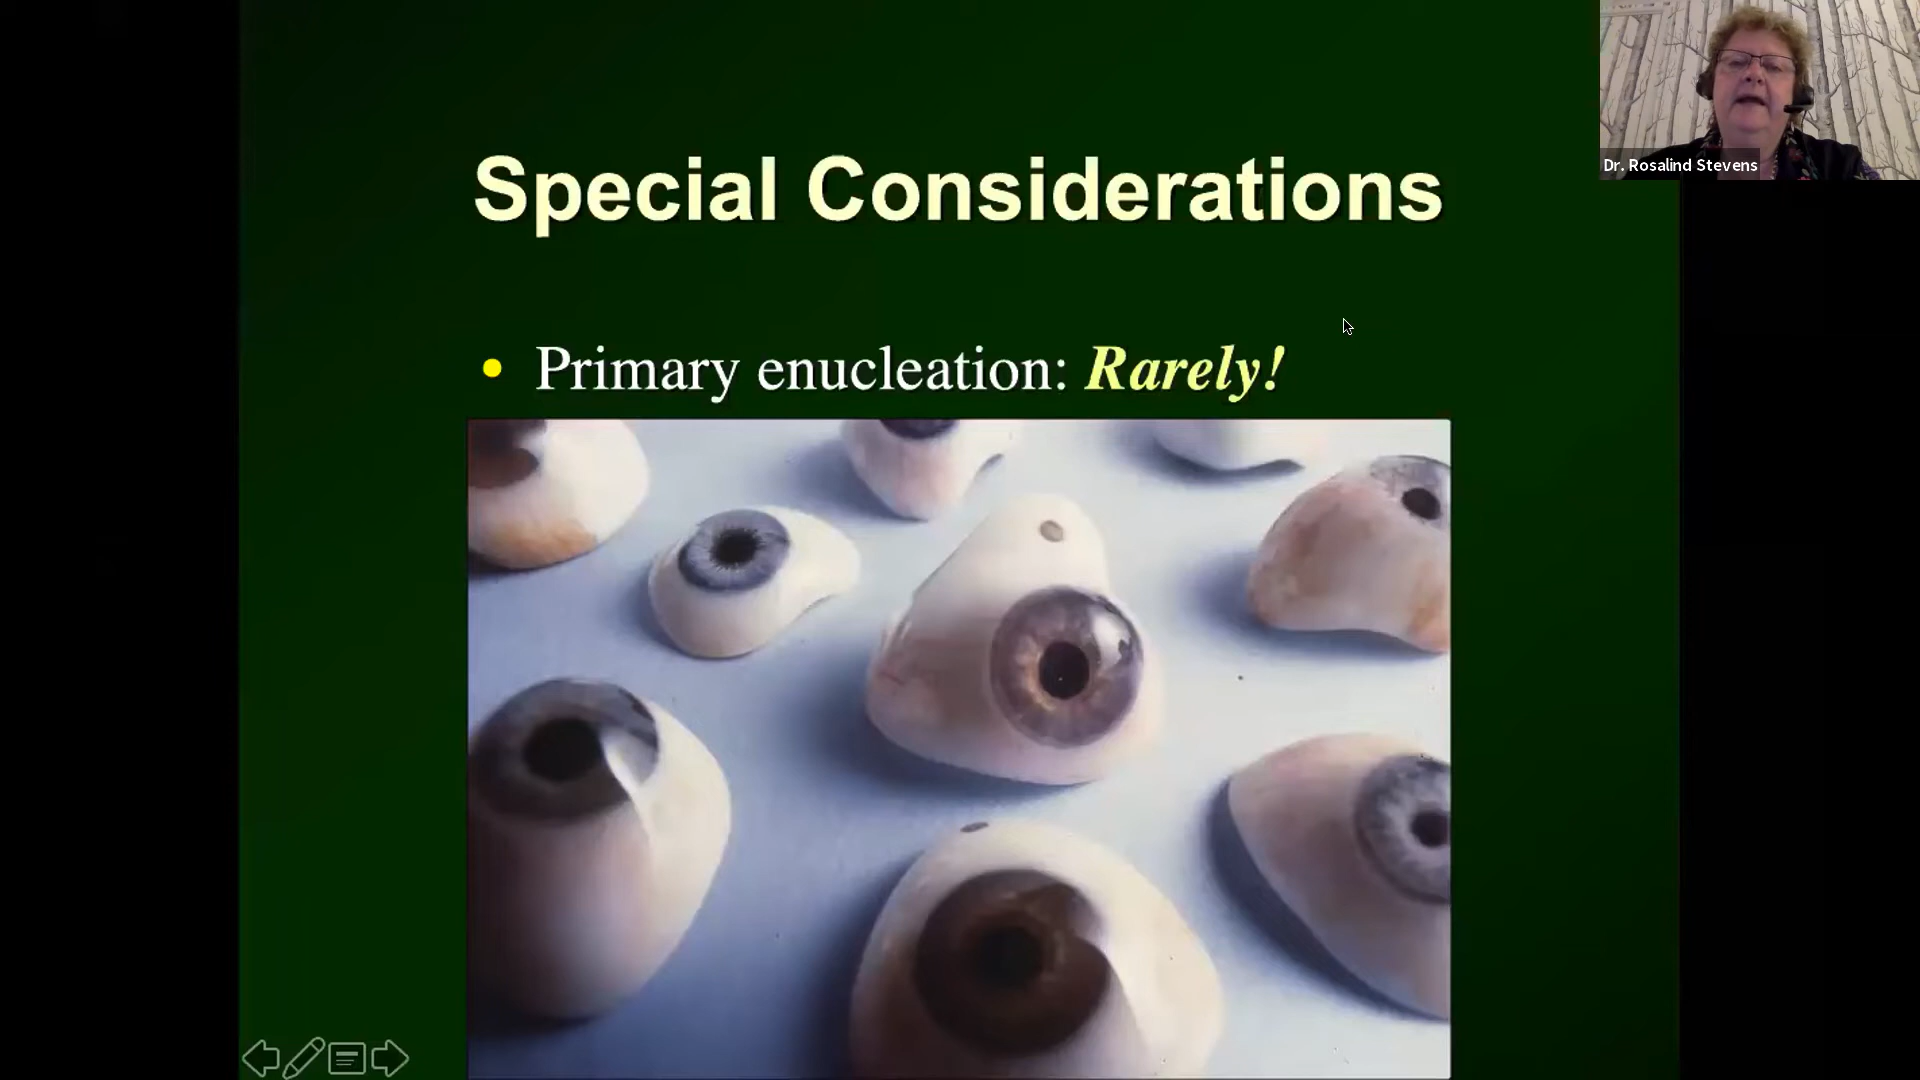 Special Considerations
• Primary enucleation: Rarely!
Dr. Rosalind Stevens